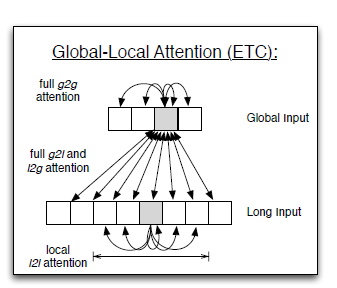 Global-Local Attention (ETC):
full g2g
attention
Global Input
full g2l and
l2g attention
Long Input
local
l2l attention